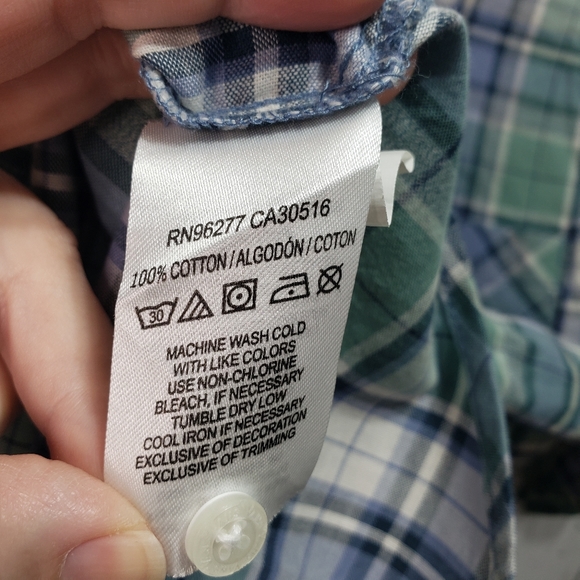 RN96277 CA30516
100% COTTON / ALGODÓN / COTON
30
MACHINE WASH COLD
WITH LIKE COLORS
USE NON-CHLORINE
BLEACH, IF NECESSARY
TUMBLE DRY LOW
COOL IRON IF NECESSARY
EXCLUSIVE OF DECORATION
EXCLUSIVE OF TRIMMING